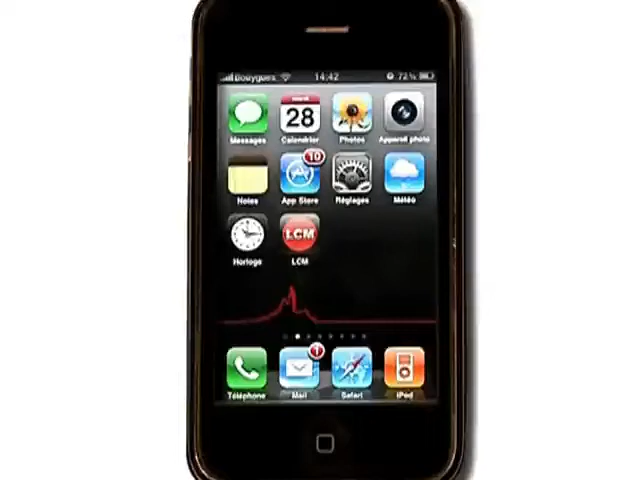 Bouygues 14:42 72%
28
Messages Calendrier Photos Appareil photo
10
Notes App Store Réglages Météo
LCM
Horloge LCM
1
Téléphone Mail Safari iPod